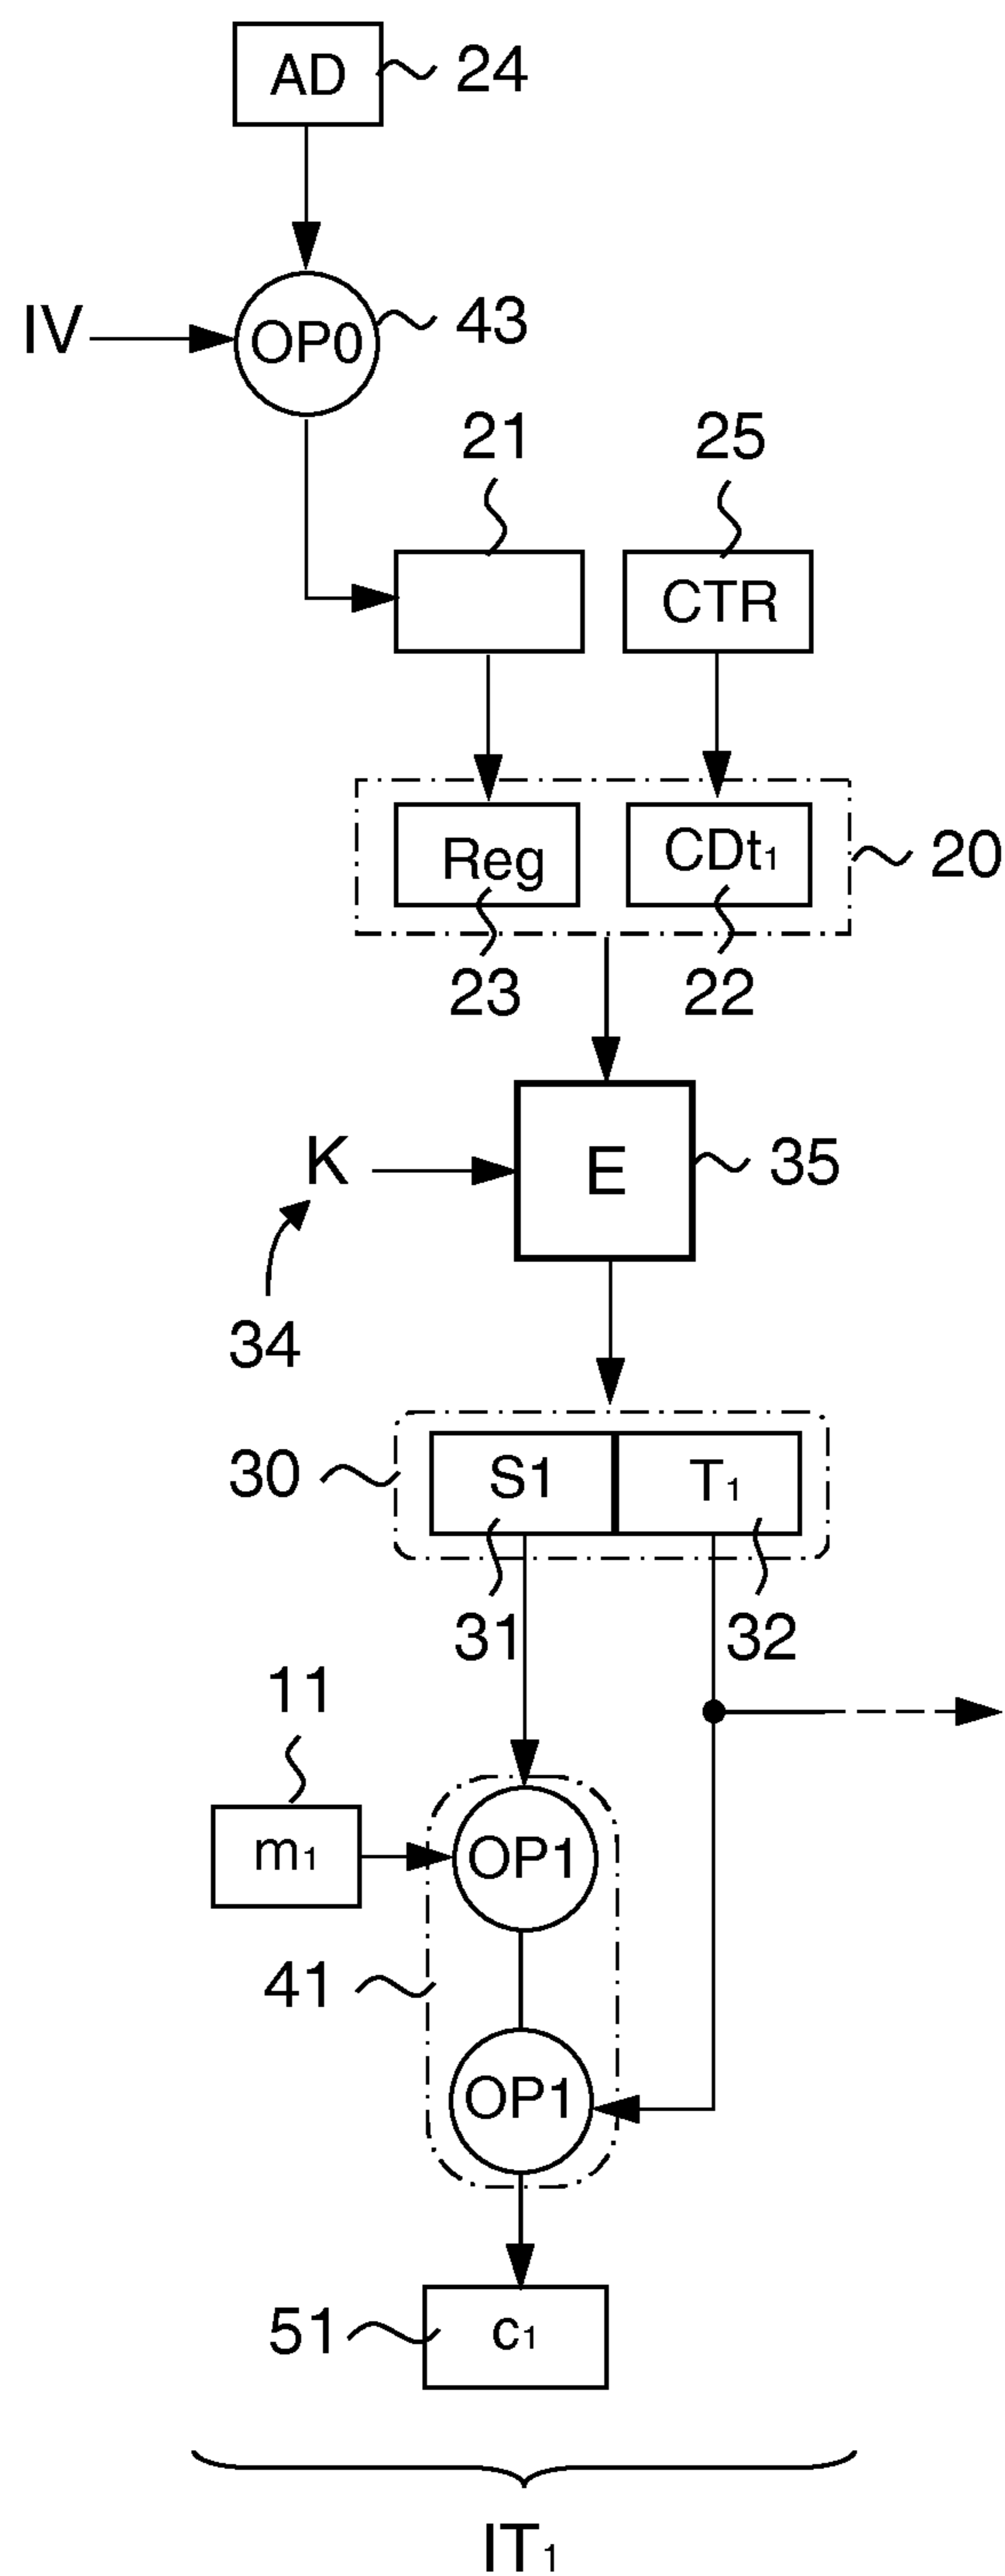 AD 24
IV OP0 43
21 25
CTR
Reg CDt₁ 20
23 22
K E 35
34
30 S1 T₁
31 32
11
m₁ OP1
41
OP1
51 c₁
IT₁